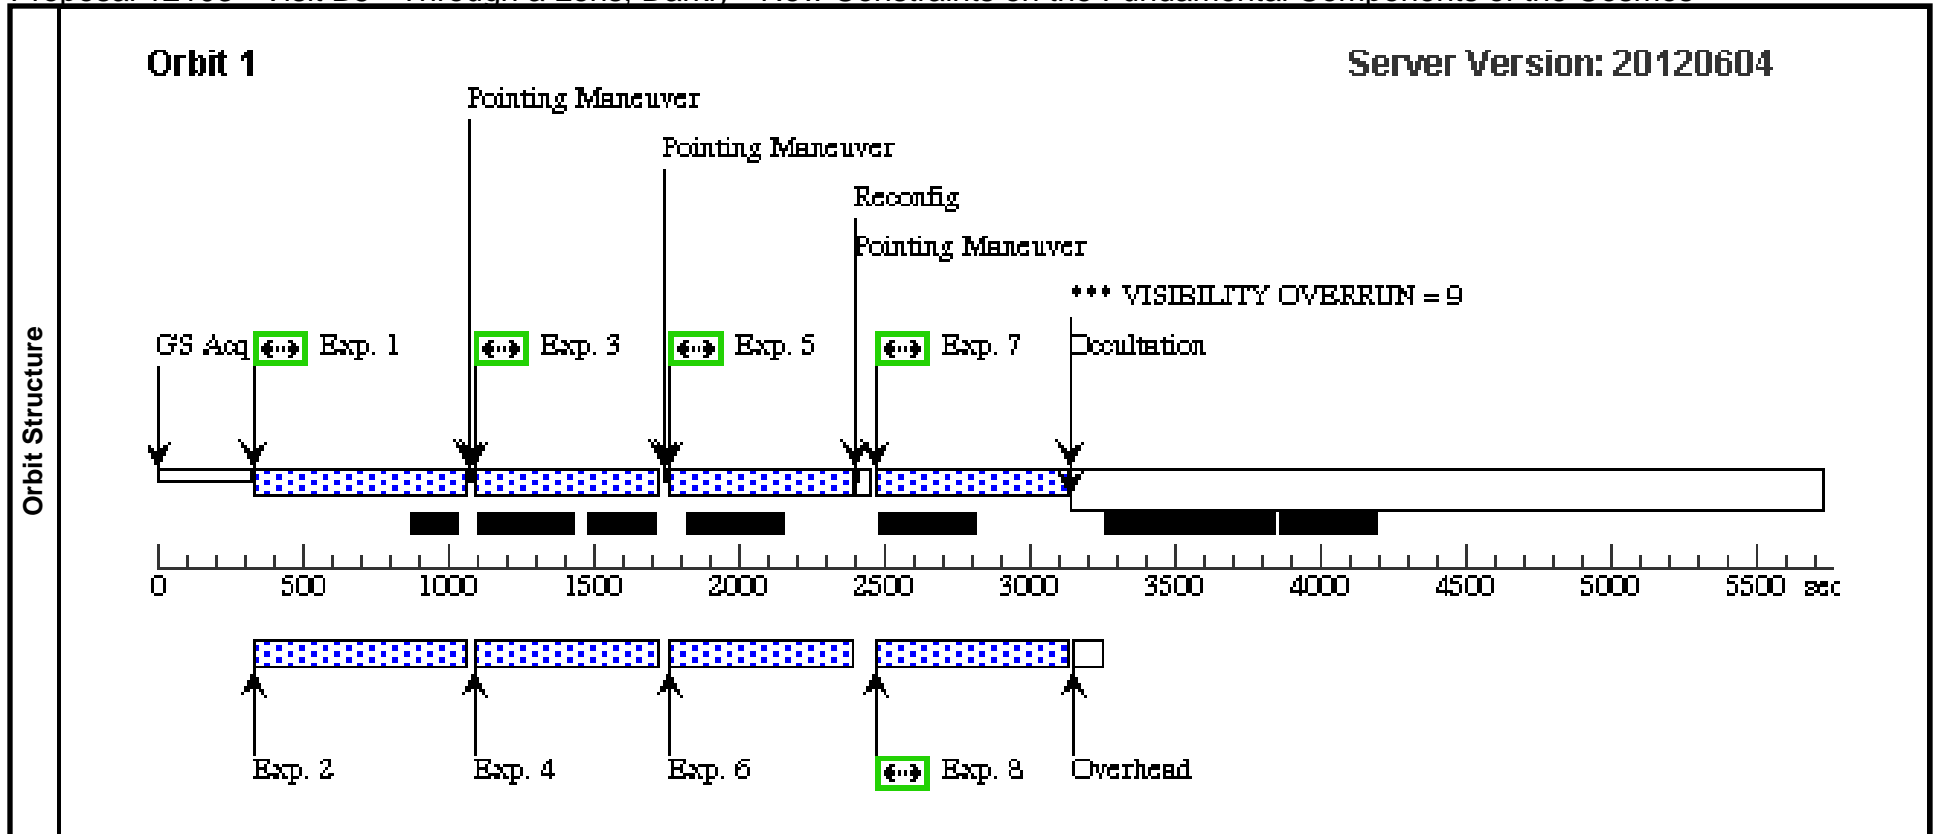 Orbit Structure
Orbit 1
Server Version: 20120604
Pointing Maneuver
Pointing Maneuver
Reconfig
Pointing Maneuver
*** VISIBILITY OVERRUN = 9
GS Acq Exp. 1 Exp. 3 Exp. 5 Exp. 7 Occultation
0 500 1000 1500 2000 2500 3000 3500 4000 4500 5000 5500 sec
Exp. 2 Exp. 4 Exp. 6 Exp. 8 Overhead